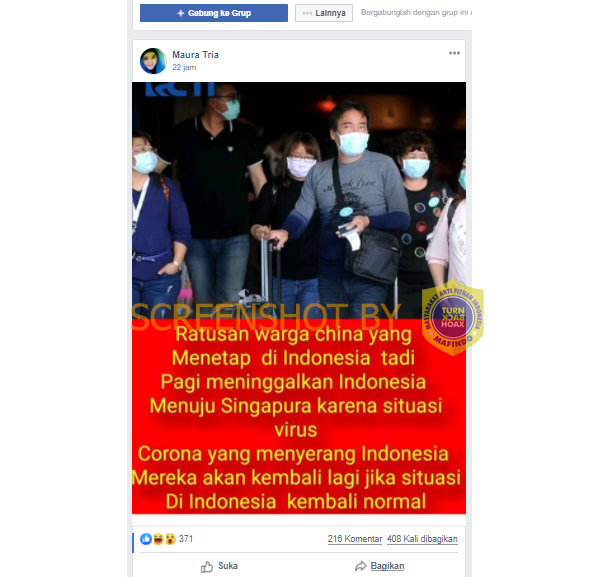 Gabung ke Grup
Lainnya
Bergabunglah dengan grup ini
Maura Tria
22 jam
RCTI
SCREENSHOT BY
MASYARAKAT ANTI FITNAH INDONESIA
TURN
BACK
HOAX
MAFINDO
Ratusan warga china yang
Menetap di Indonesia tadi
Pagi meninggalkan Indonesia
Menuju Singapura karena situasi
virus
Corona yang menyerang Indonesia
Mereka akan kembali lagi jika situasi
Di Indonesia kembali normal
371
216 Komentar 408 Kali dibagikan
Suka
Bagikan